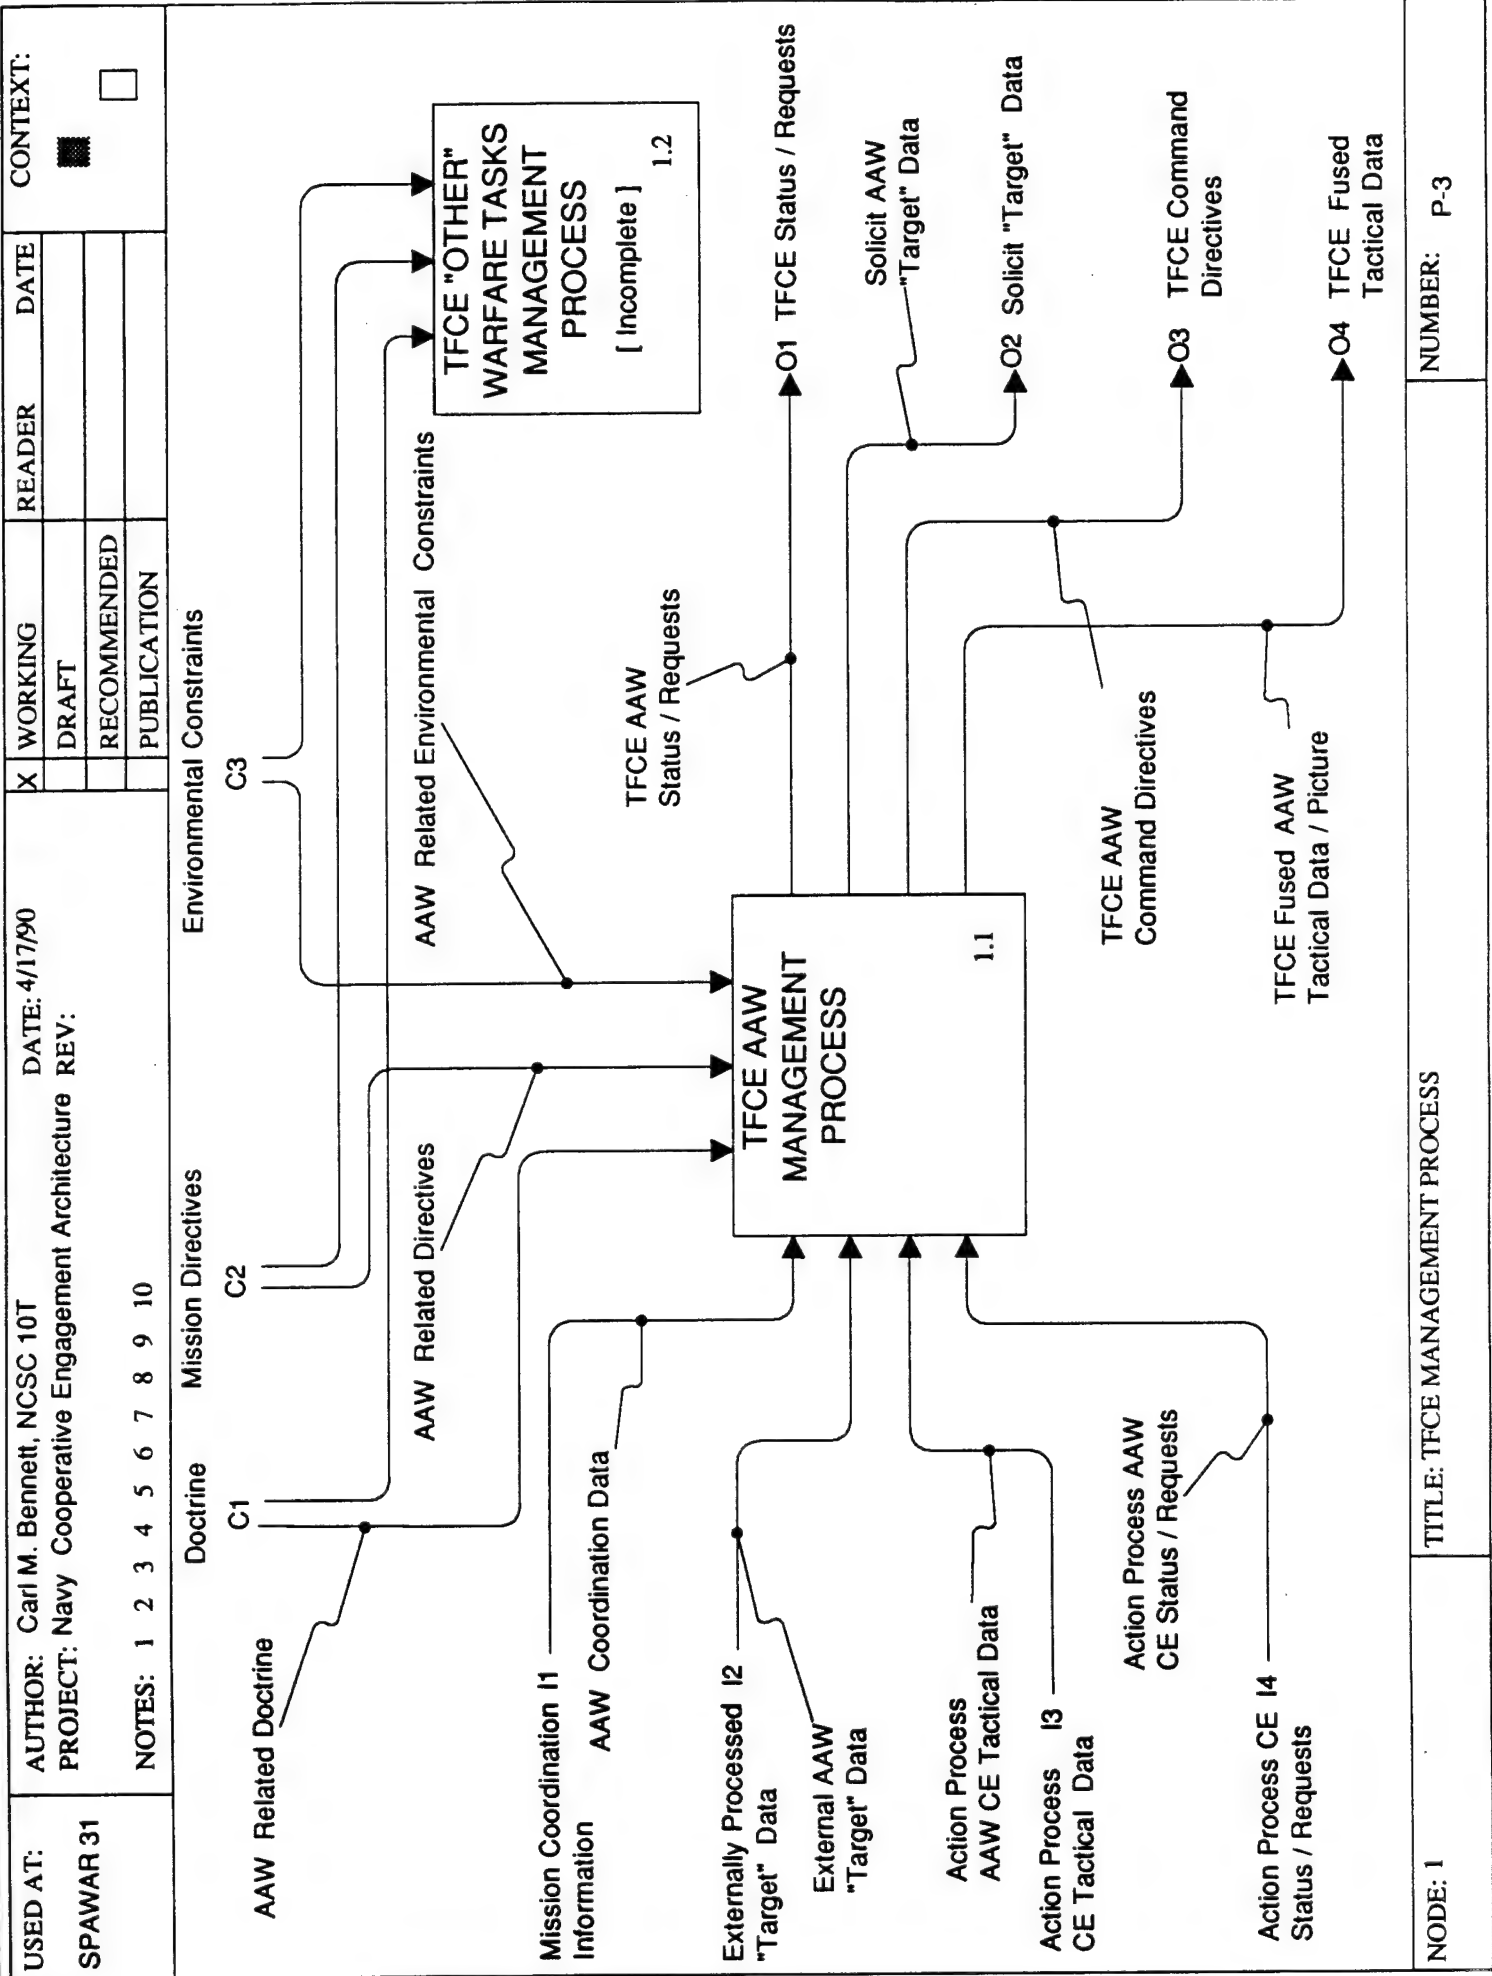 USED AT:
SPAWAR 31
AUTHOR: Carl M. Bennett, NCSC 10T
DATE: 4/17/90
PROJECT: Navy Cooperative Engagement Architecture
REV:
NOTES: 1 2 3 4 5 6 7 8 9 10
X WORKING
DRAFT
RECOMMENDED
PUBLICATION
READER DATE
CONTEXT:
Doctrine
C1
Mission Directives
C2
Environmental Constraints
C3
AAW Related Doctrine
AAW Related Directives
AAW Related Environmental Constraints
TFCE "OTHER"
WARFARE TASKS
MANAGEMENT
PROCESS
[ Incomplete ]
1.2
Mission Coordination I1
Information
AAW Coordination Data
Externally Processed I2
"Target" Data
External AAW
"Target" Data
Action Process
AAW CE Tactical Data
Action Process I3
CE Tactical Data
Action Process AAW
CE Status / Requests
Action Process CE I4
Status / Requests
TFCE AAW
MANAGEMENT
PROCESS
1.1
TFCE AAW
Status / Requests
O1 TFCE Status / Requests
Solicit AAW
"Target" Data
O2 Solicit "Target" Data
TFCE AAW
Command Directives
O3 TFCE Command
Directives
TFCE Fused AAW
Tactical Data / Picture
O4 TFCE Fused
Tactical Data
NODE: 1
TITLE: TFCE MANAGEMENT PROCESS
NUMBER: P-3